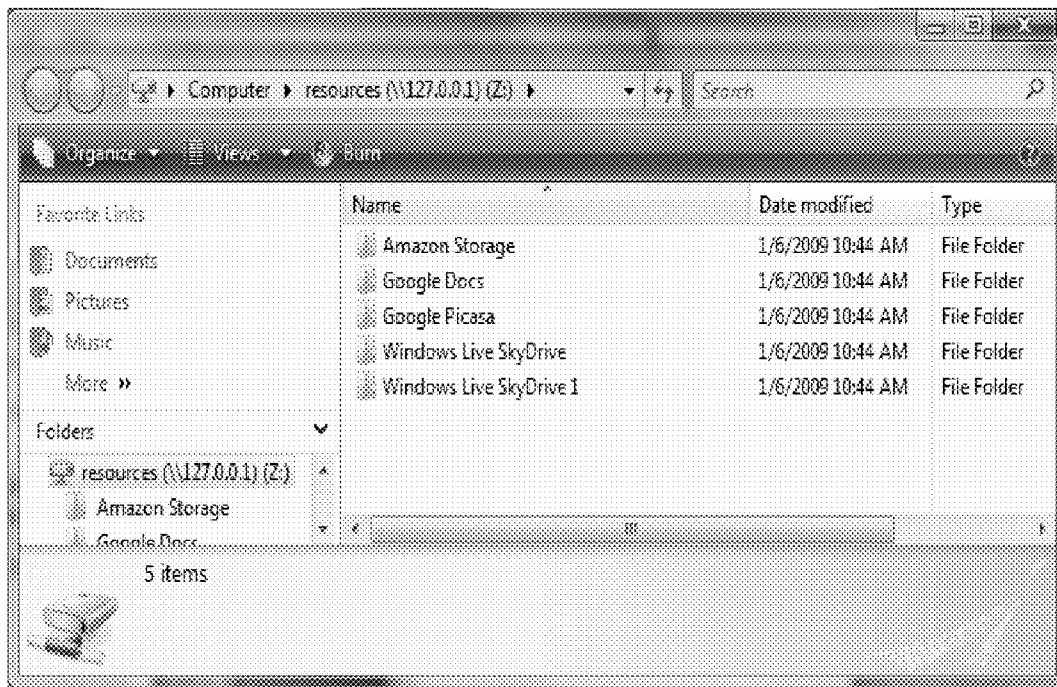 Computer resources (\\127.0.0.1) (Z:) Search
Organize Views Burn
Favorite Links
Documents
Pictures
Music
More »
Folders
resources (\\127.0.0.1) (Z:)
Amazon Storage
Google Docs
Name Date modified Type
Amazon Storage 1/6/2009 10:44 AM File Folder
Google Docs 1/6/2009 10:44 AM File Folder
Google Picasa 1/6/2009 10:44 AM File Folder
Windows Live SkyDrive 1/6/2009 10:44 AM File Folder
Windows Live SkyDrive 1 1/6/2009 10:44 AM File Folder
5 items